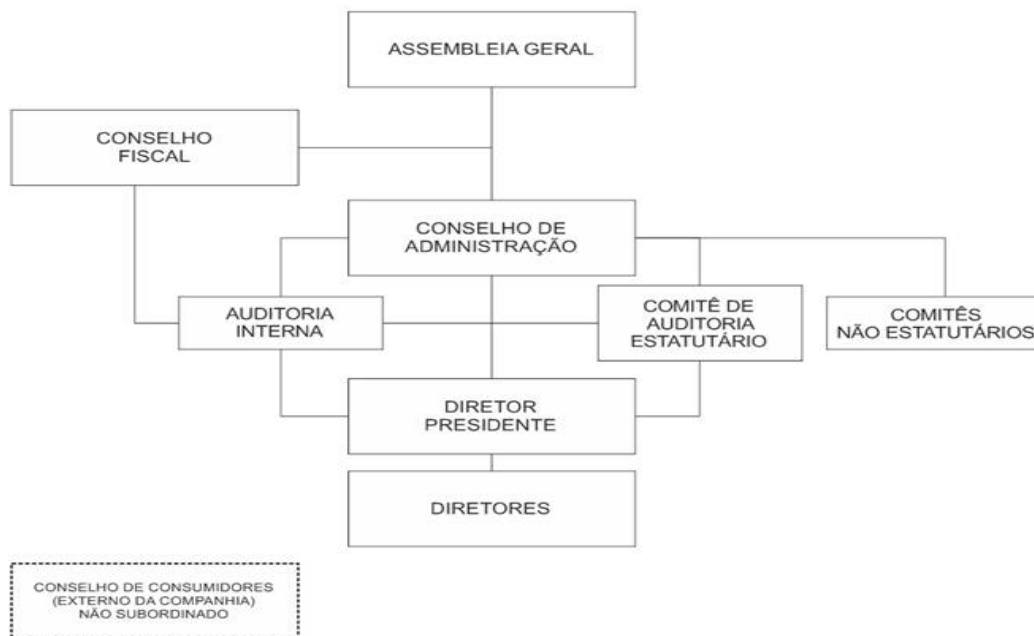 ASSEMBLEIA GERAL
CONSELHO
FISCAL
CONSELHO DE
ADMINISTRAÇÃO
AUDITORIA
INTERNA
COMITÊ DE
AUDITORIA
ESTATUTÁRIO
COMITÊS
NÃO ESTATUTÁRIOS
DIRETOR
PRESIDENTE
DIRETORES
CONSELHO DE CONSUMIDORES
(EXTERNO DA COMPANHIA)
NÃO SUBORDINADO